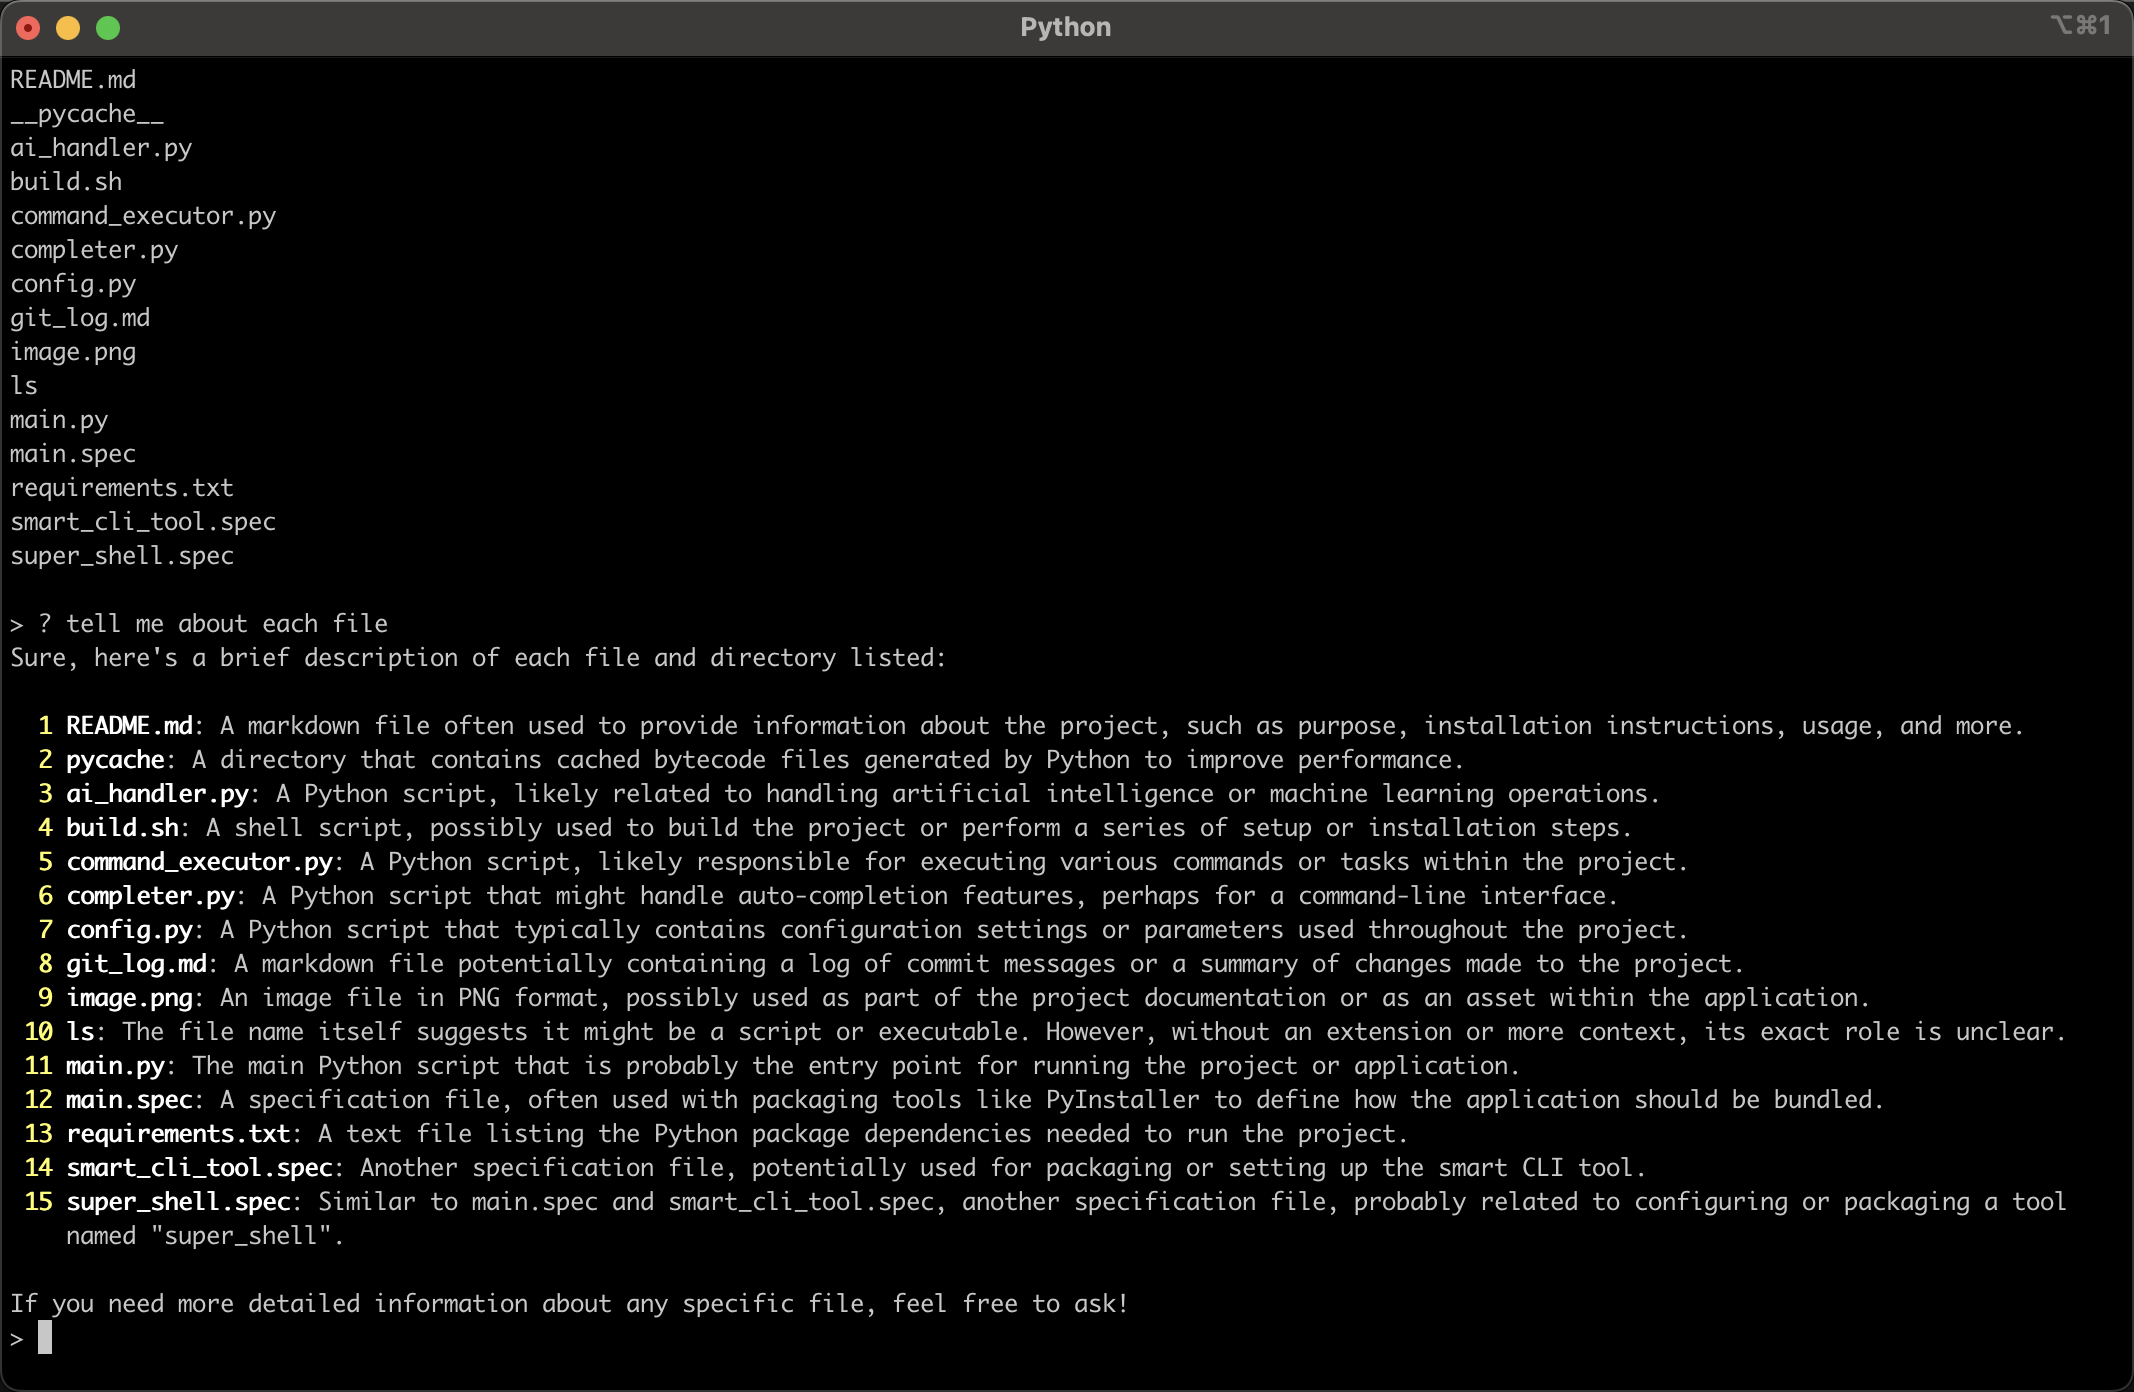 Python
⌥⌘1
README.md
__pycache__
ai_handler.py
build.sh
command_executor.py
completer.py
config.py
git_log.md
image.png
ls
main.py
main.spec
requirements.txt
smart_cli_tool.spec
super_shell.spec
> ? tell me about each file
Sure, here's a brief description of each file and directory listed:
1 README.md: A markdown file often used to provide information about the project, such as purpose, installation instructions, usage, and more.
2 pycache: A directory that contains cached bytecode files generated by Python to improve performance.
3 ai_handler.py: A Python script, likely related to handling artificial intelligence or machine learning operations.
4 build.sh: A shell script, possibly used to build the project or perform a series of setup or installation steps.
5 command_executor.py: A Python script, likely responsible for executing various commands or tasks within the project.
6 completer.py: A Python script that might handle auto-completion features, perhaps for a command-line interface.
7 config.py: A Python script that typically contains configuration settings or parameters used throughout the project.
8 git_log.md: A markdown file potentially containing a log of commit messages or a summary of changes made to the project.
9 image.png: An image file in PNG format, possibly used as part of the project documentation or as an asset within the application.
10 ls: The file name itself suggests it might be a script or executable. However, without an extension or more context, its exact role is unclear.
11 main.py: The main Python script that is probably the entry point for running the project or application.
12 main.spec: A specification file, often used with packaging tools like PyInstaller to define how the application should be bundled.
13 requirements.txt: A text file listing the Python package dependencies needed to run the project.
14 smart_cli_tool.spec: Another specification file, potentially used for packaging or setting up the smart CLI tool.
15 super_shell.spec: Similar to main.spec and smart_cli_tool.spec, another specification file, probably related to configuring or packaging a tool
named "super_shell".
If you need more detailed information about any specific file, feel free to ask!
>